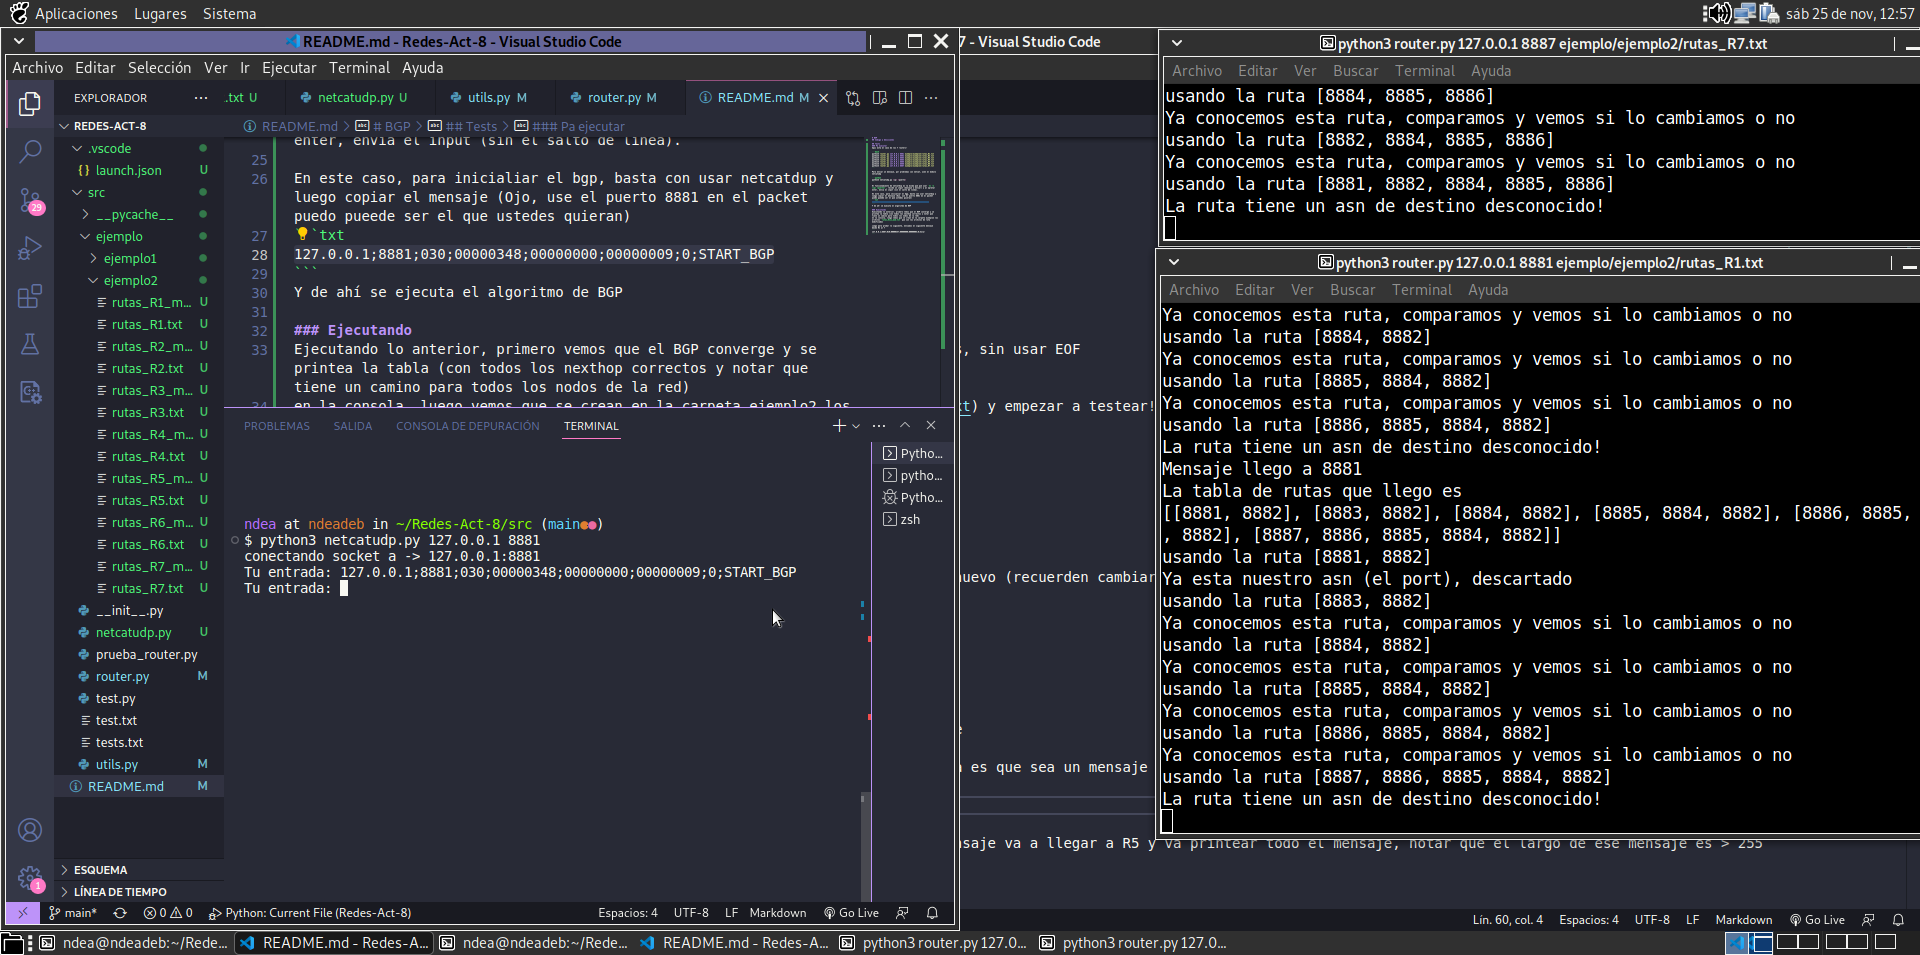 Aplicaciones Lugares Sistema
sáb 25 de nov, 12:57
README.md - Redes-Act-8 - Visual Studio Code
Archivo Editar Selección Ver Ir Ejecutar Terminal Ayuda
EXPLORADOR
.txt U netcatudp.py U utils.py M router.py M README.md M
REDES-ACT-8
.vscode
launch.json U
src
__pycache__
ejemplo
ejemplo1
ejemplo2
rutas_R1_m... U
rutas_R1.txt U
rutas_R2_m... U
rutas_R2.txt U
rutas_R3_m... U
rutas_R3.txt U
rutas_R4_m... U
rutas_R4.txt U
rutas_R5_m... U
rutas_R5.txt U
rutas_R6_m... U
rutas_R6.txt U
rutas_R7_m... U
rutas_R7.txt U
__init__.py
netcatudp.py U
prueba_router.py
router.py M
test.py
test.txt
tests.txt
utils.py M
README.md M
ESQUEMA
LÍNEA DE TIEMPO
29
1
README.md > # BGP > ## Tests > ### Pa ejecutar
enter, envia el input (sin el salto de linea).
25
26 En este caso, para inicialiar el bgp, basta con usar netcatdup y
luego copiar el mensaje (Ojo, use el puerto 8881 en el packet
puedo pueede ser el que ustedes quieran)
27 `txt
28 127.0.0.1;8881;030;00000348;00000000;00000009;0;START_BGP
29 ```
30 Y de ahí se ejecuta el algoritmo de BGP
31
32 ### Ejecutando
33 Ejecutando lo anterior, primero vemos que el BGP converge y se
printea la tabla (con todos los nexthop correctos y notar que
tiene un camino para todos los nodos de la red)
34 en la consola, luego vemos que se crean en la carpeta ejemplo2 los
PROBLEMAS SALIDA CONSOLA DE DEPURACIÓN TERMINAL
Pytho...
pytho...
Pytho...
zsh
ndea at ndeadeb in ~/Redes-Act-8/src (main
$ python3 netcatudp.py 127.0.0.1 8881
conectando socket a -> 127.0.0.1:8881
Tu entrada: 127.0.0.1;8881;030;00000348;00000000;00000009;0;START_BGP
Tu entrada:
main* 0 0 Python: Current File (Redes-Act-8) Espacios: 4 UTF-8 LF Markdown Go Live
7 - Visual Studio Code
, sin usar EOF
t) y empezar a testear!
uevo (recuerden cambiar
es que sea un mensaje
saje va a llegar a R5 y va printear todo el mensaje, notar que el largo de ese mensaje es > 255
Lín. 60, col. 4 Espacios: 4 UTF-8 LF Markdown Go Live
python3 router.py 127.0.0.1 8887 ejemplo/ejemplo2/rutas_R7.txt
Archivo Editar Ver Buscar Terminal Ayuda
usando la ruta [8884, 8885, 8886]
Ya conocemos esta ruta, comparamos y vemos si lo cambiamos o no
usando la ruta [8882, 8884, 8885, 8886]
Ya conocemos esta ruta, comparamos y vemos si lo cambiamos o no
usando la ruta [8881, 8882, 8884, 8885, 8886]
La ruta tiene un asn de destino desconocido!
python3 router.py 127.0.0.1 8881 ejemplo/ejemplo2/rutas_R1.txt
Archivo Editar Ver Buscar Terminal Ayuda
Ya conocemos esta ruta, comparamos y vemos si lo cambiamos o no
usando la ruta [8884, 8882]
Ya conocemos esta ruta, comparamos y vemos si lo cambiamos o no
usando la ruta [8885, 8884, 8882]
Ya conocemos esta ruta, comparamos y vemos si lo cambiamos o no
usando la ruta [8886, 8885, 8884, 8882]
La ruta tiene un asn de destino desconocido!
Mensaje llego a 8881
La tabla de rutas que llego es
[[8881, 8882], [8883, 8882], [8884, 8882], [8885, 8884, 8882], [8886, 8885,
, 8882], [8887, 8886, 8885, 8884, 8882]]
usando la ruta [8881, 8882]
Ya esta nuestro asn (el port), descartado
usando la ruta [8883, 8882]
Ya conocemos esta ruta, comparamos y vemos si lo cambiamos o no
usando la ruta [8884, 8882]
Ya conocemos esta ruta, comparamos y vemos si lo cambiamos o no
usando la ruta [8885, 8884, 8882]
Ya conocemos esta ruta, comparamos y vemos si lo cambiamos o no
usando la ruta [8886, 8885, 8884, 8882]
Ya conocemos esta ruta, comparamos y vemos si lo cambiamos o no
usando la ruta [8887, 8886, 8885, 8884, 8882]
La ruta tiene un asn de destino desconocido!
ndea@ndeadeb:~/Rede... README.md - Redes-A... ndea@ndeadeb:~/Rede... README.md - Redes-A... python3 router.py 127.0... python3 router.py 127.0...